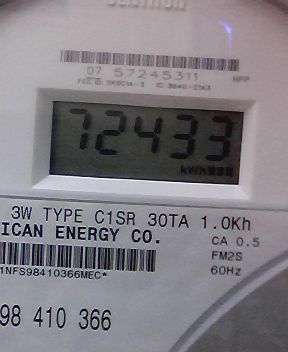 07 57245311 HPP
72433
kWh
3W TYPE C1SR 30TA 1.0Kh
ICAN ENERGY CO.
CA 0.5
FM2S
60Hz
1NFS98410366MEC*
98 410 366